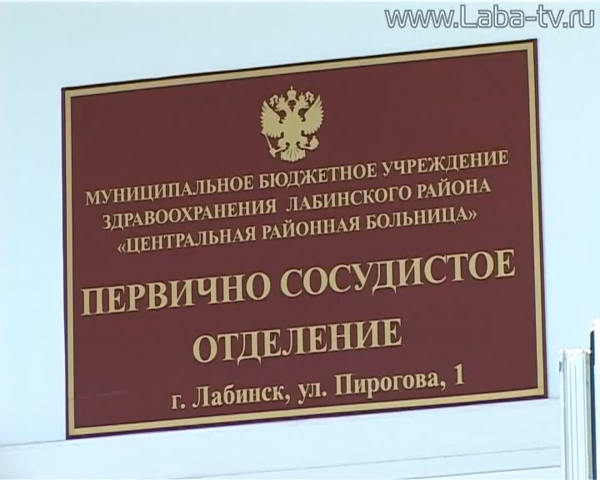 www.Laba-tv.ru
МУНИЦИПАЛЬНОЕ БЮДЖЕТНОЕ УЧРЕЖДЕНИЕ
ЗДРАВООХРАНЕНИЯ ЛАБИНСКОГО РАЙОНА
«ЦЕНТРАЛЬНАЯ РАЙОННАЯ БОЛЬНИЦА»
ПЕРВИЧНО СОСУДИСТОЕ
ОТДЕЛЕНИЕ
г. Лабинск, ул. Пирогова, 1